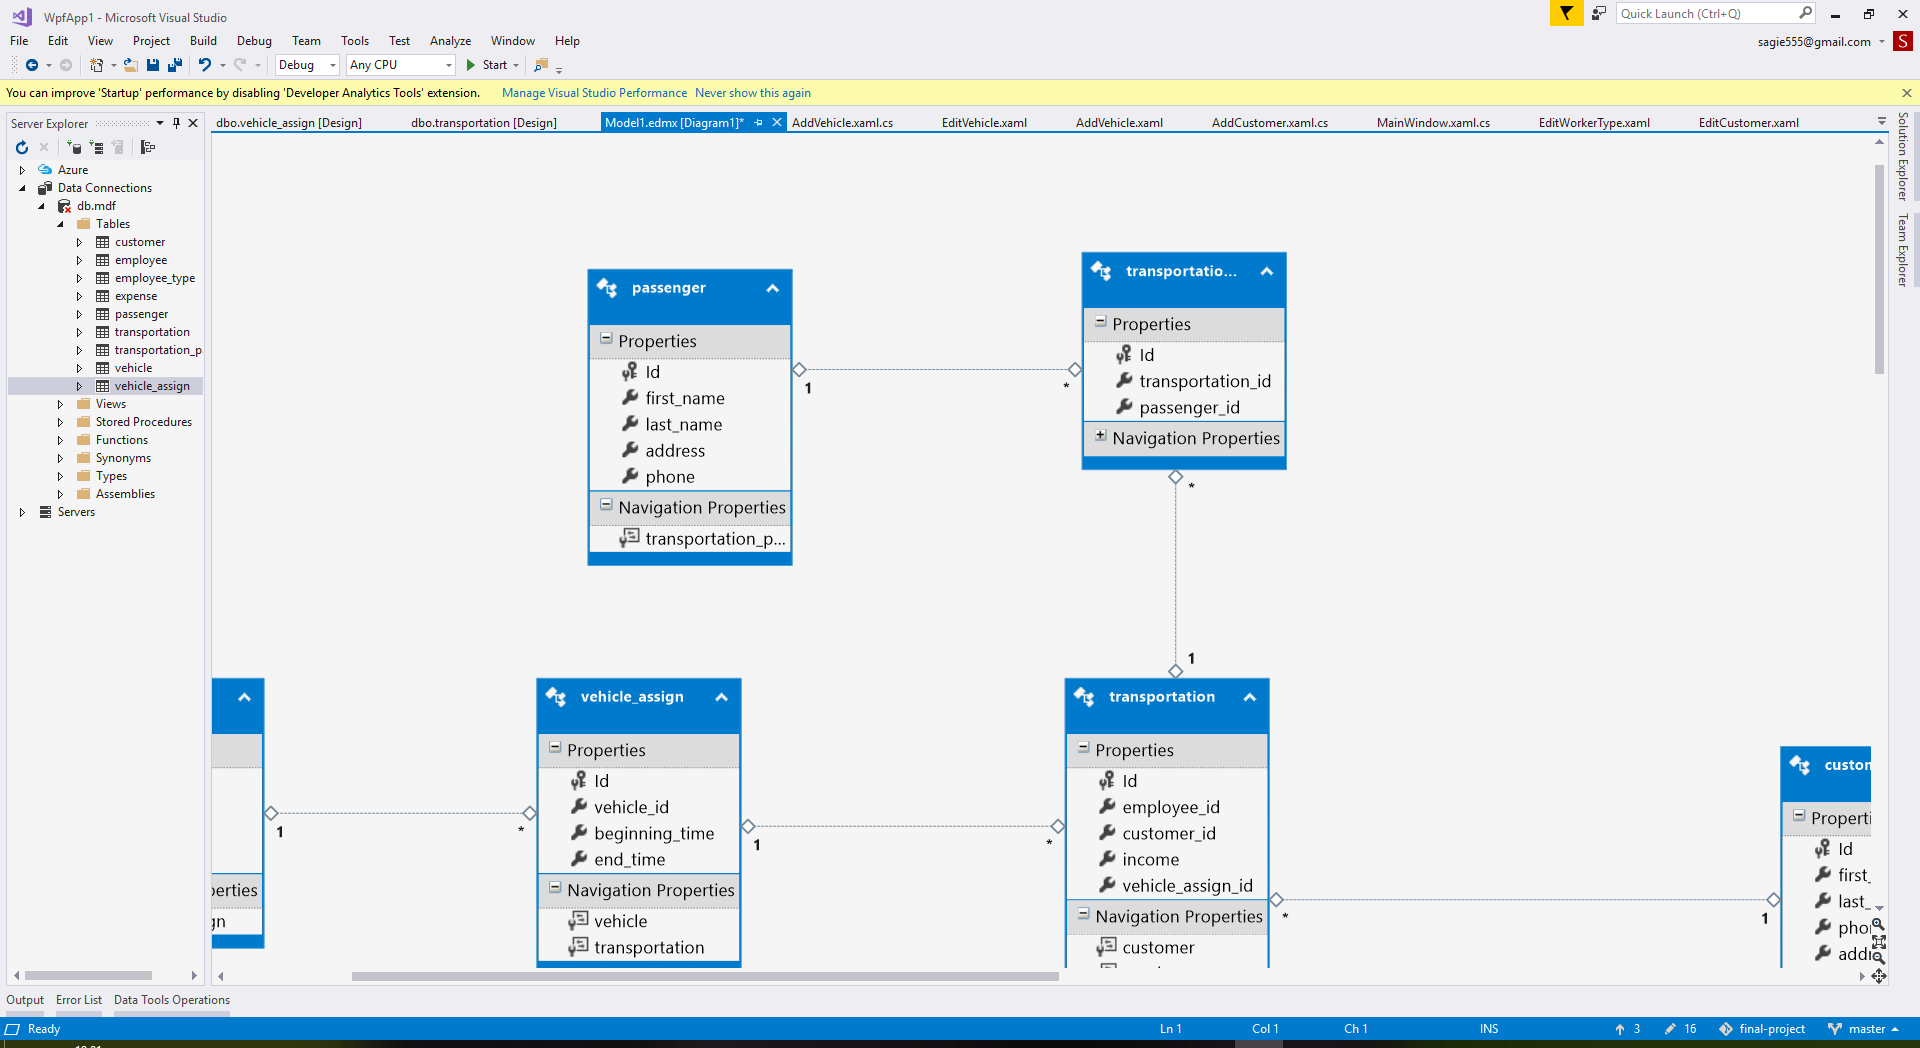 WpfApp1 - Microsoft Visual Studio
Quick Launch (Ctrl+Q)
File Edit View Project Build Debug Team Tools Test Analyze Window Help
sagie555@gmail.com S
Debug Any CPU Start
You can improve 'Startup' performance by disabling 'Developer Analytics Tools' extension. Manage Visual Studio Performance Never show this again
Server Explorer
dbo.vehicle_assign [Design] dbo.transportation [Design] Model1.edmx [Diagram1]* AddVehicle.xaml.cs EditVehicle.xaml AddVehicle.xaml AddCustomer.xaml.cs MainWindow.xaml.cs EditWorkerType.xaml EditCustomer.xaml
Solution Explorer
Team Explorer
Azure
Data Connections
db.mdf
Tables
customer
employee
employee_type
expense
passenger
transportation
transportation_p
vehicle
vehicle_assign
Views
Stored Procedures
Functions
Synonyms
Types
Assemblies
Servers
passenger
Properties
Id
first_name
last_name
address
phone
Navigation Properties
transportation_p...
1
*
transportatio...
Properties
Id
transportation_id
passenger_id
Navigation Properties
*
1
perties
gn
1
*
vehicle_assign
Properties
Id
vehicle_id
beginning_time
end_time
Navigation Properties
vehicle
transportation
1
*
transportation
Properties
Id
employee_id
customer_id
income
vehicle_assign_id
Navigation Properties
customer
*
1
custom
Properti
Id
first_
last_
phon
addr
Output Error List Data Tools Operations
Ready Ln 1 Col 1 Ch 1 INS 3 16 final-project master